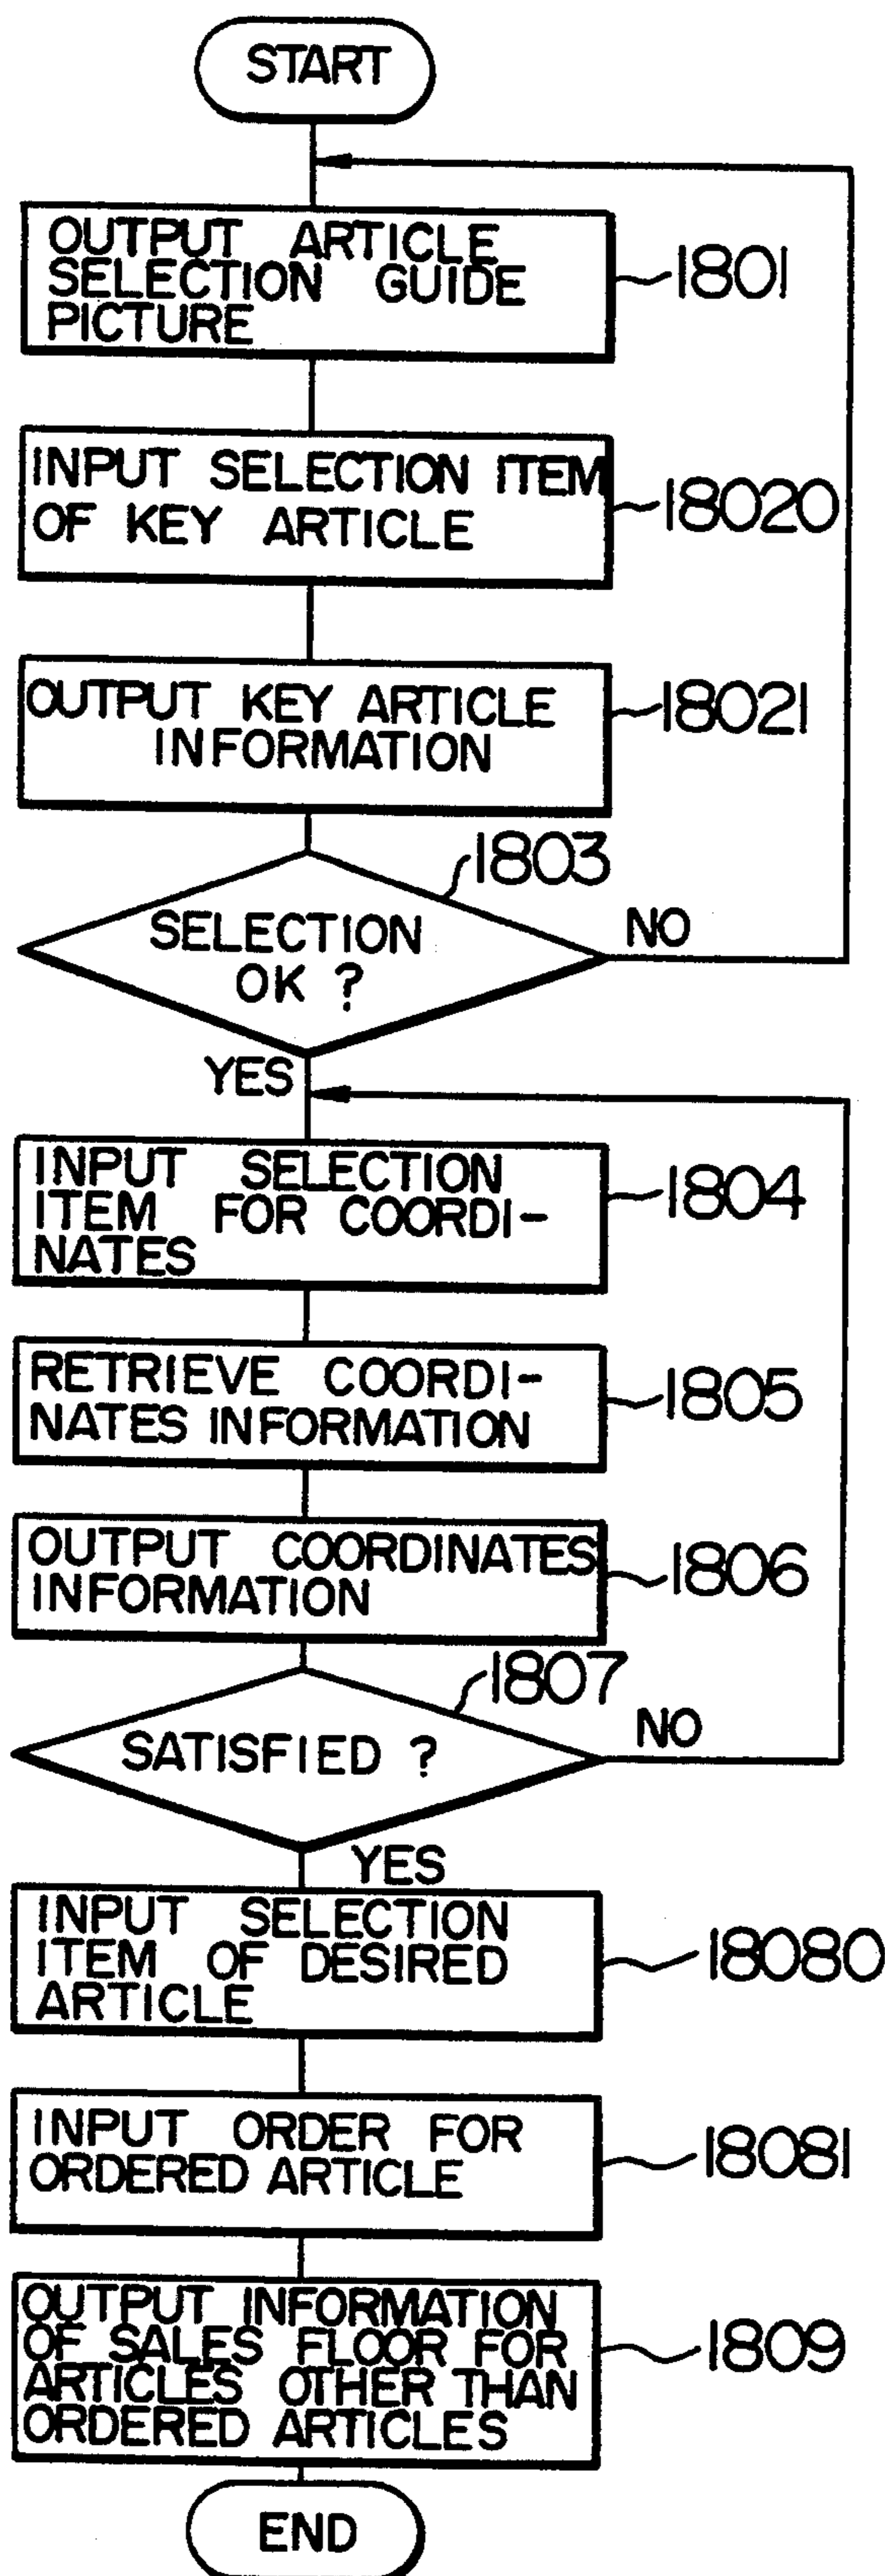 START
OUTPUT ARTICLE
SELECTION GUIDE
PICTURE
1801
INPUT SELECTION ITEM
OF KEY ARTICLE
18020
OUTPUT KEY ARTICLE
INFORMATION
18021
1803
SELECTION
OK ?
NO
YES
INPUT SELECTION
ITEM FOR COORDI-
NATES
1804
RETRIEVE COORDI-
NATES INFORMATION
1805
OUTPUT COORDINATES
INFORMATION
1806
1807
SATISFIED ?
NO
YES
INPUT SELECTION
ITEM OF DESIRED
ARTICLE
18080
INPUT ORDER FOR
ORDERED ARTICLE
18081
OUTPUT INFORMATION
OF SALES FLOOR FOR
ARTICLES OTHER THAN
ORDERED ARTICLES
1809
END